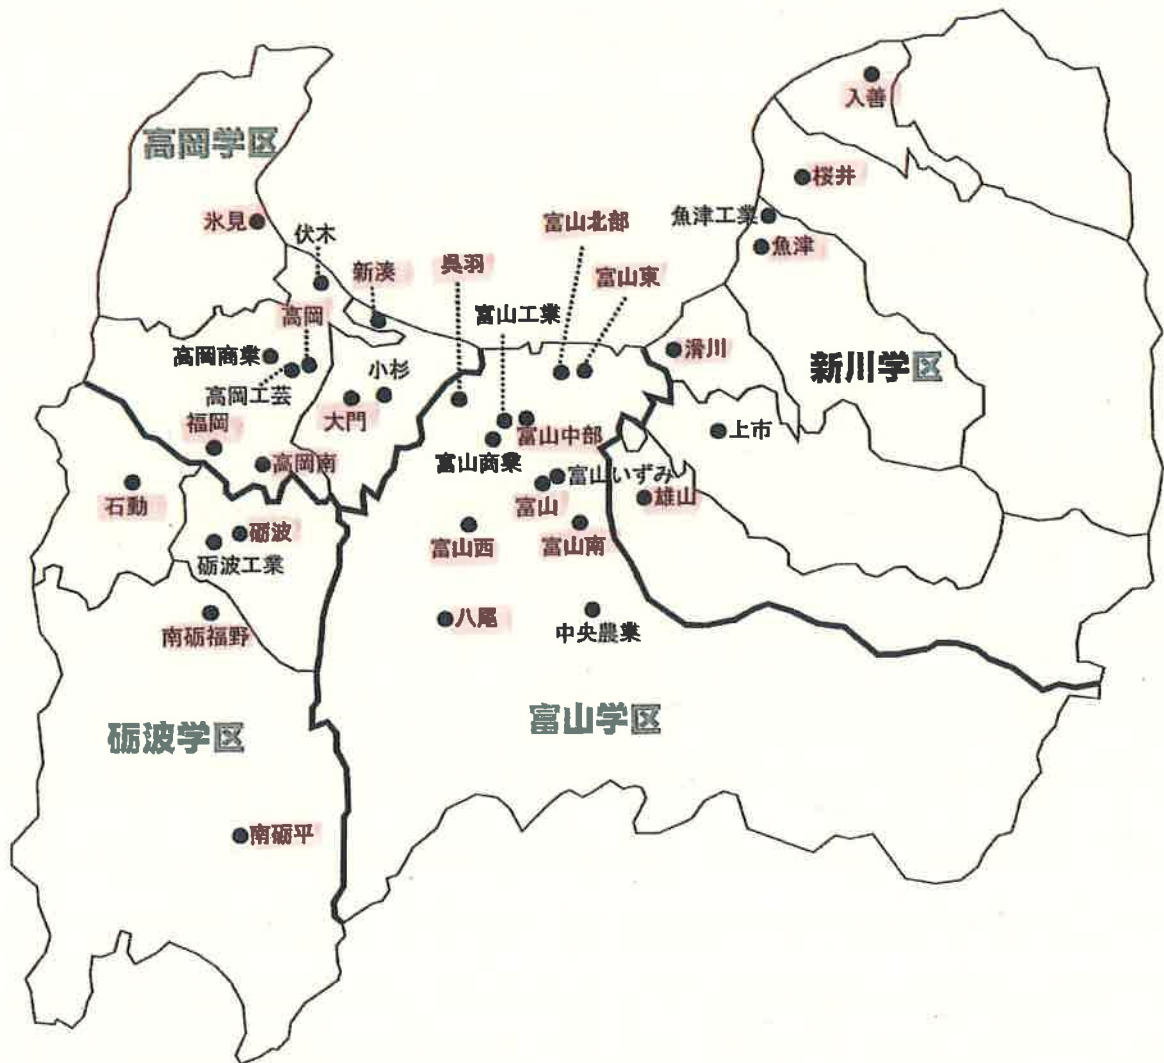 高岡学区
入善
桜井
氷見
伏木
富山北部
魚津工業
魚津
新湊
呉羽
富山東
高岡
富山工業
滑川
新川学区
高岡商業
小杉
高岡工芸
福岡
大門
富山中部
上市
高岡南
富山商業
富山いずみ
石動
富山
雄山
砺波
富山西
富山南
砺波工業
南砺福野
八尾
中央農業
砺波学区
富山学区
南砺平